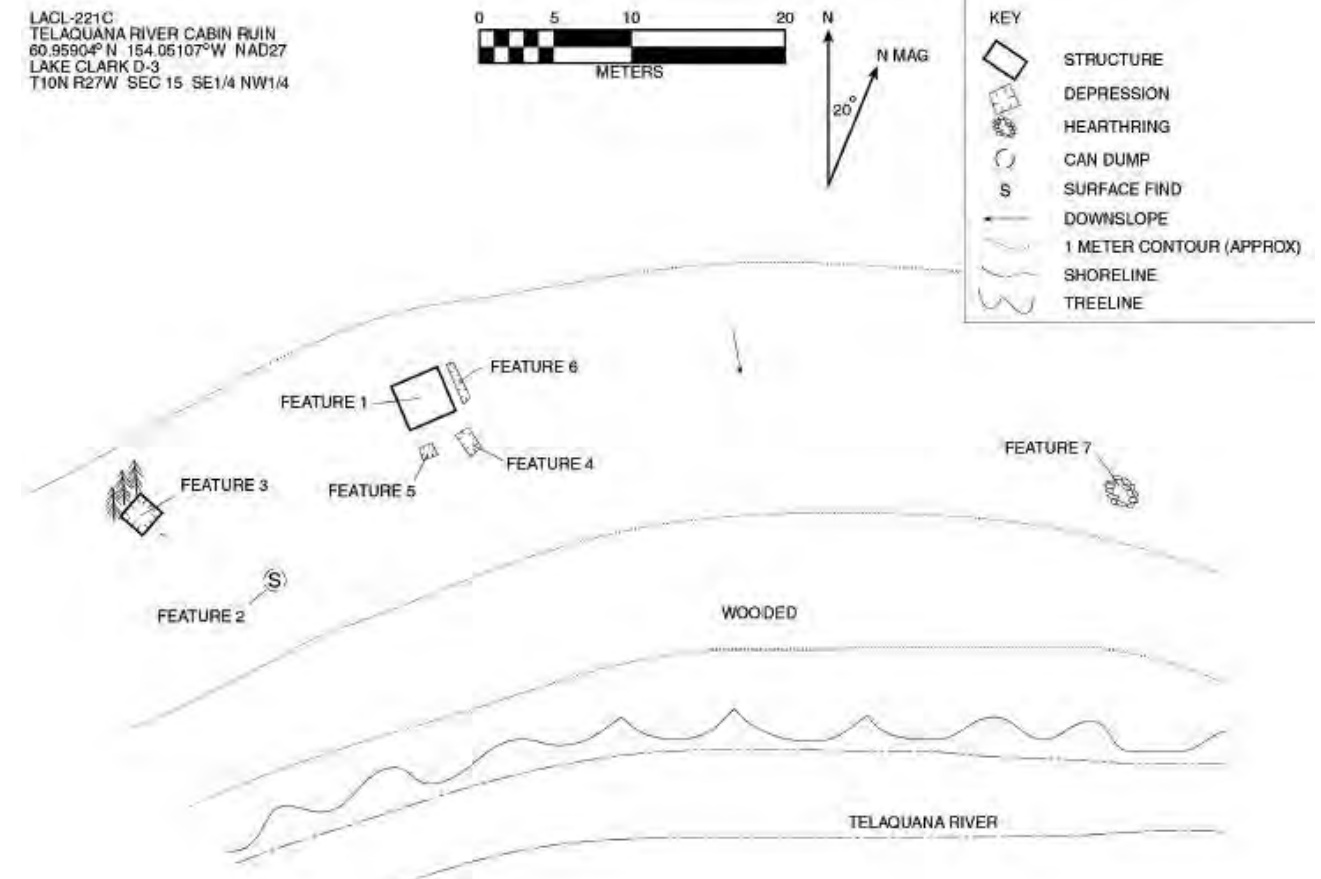 LACL-221C
TELAQUANA RIVER CABIN RUIN
60.95904° N 154.05107°W NAD27
LAKE CLARK D-3
T10N R27W SEC 15 SE1/4 NW1/4
0 5 10 20
METERS
N
N MAG
20°
KEY
STRUCTURE
DEPRESSION
HEARTHRING
CAN DUMP
S SURFACE FIND
DOWNSLOPE
1 METER CONTOUR (APPROX)
SHORELINE
TREELINE
FEATURE 6
FEATURE 1
FEATURE 7
FEATURE 4
FEATURE 3
FEATURE 5
S
FEATURE 2
WOODED
TELAQUANA RIVER